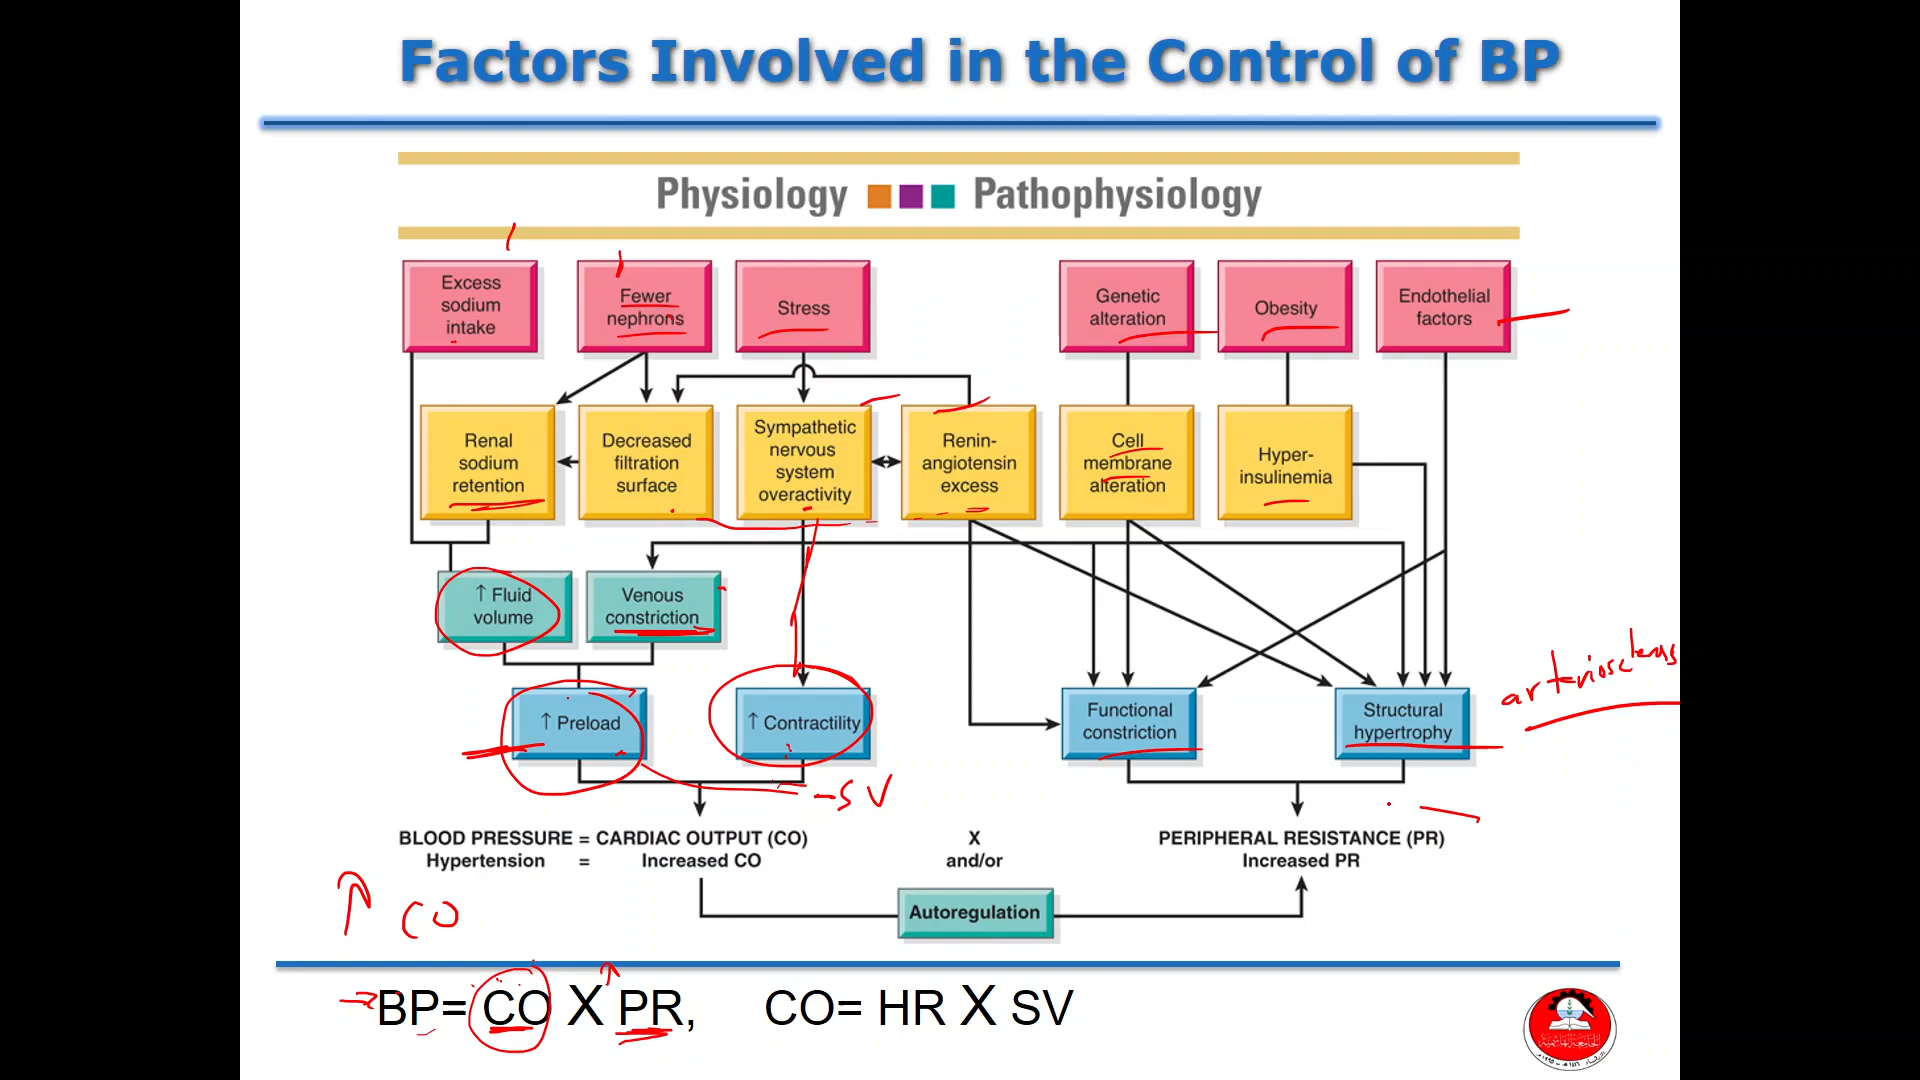 Factors Involved in the Control of BP
Physiology Pathophysiology
Excess
sodium
intake
Fewer
nephrons
Stress
Genetic
alteration
Obesity
Endothelial
factors
Renal
sodium
retention
Decreased
filtration
surface
Sympathetic
nervous
system
overactivity
Renin-
angiotensin
excess
Cell
membrane
alteration
Hyper-
insulinemia
↑ Fluid
volume
Venous
constriction
↑ Preload
↑ Contractility
Functional
constriction
Structural
hypertrophy
SV
BLOOD PRESSURE = CARDIAC OUTPUT (CO) X PERIPHERAL RESISTANCE (PR)
Hypertension = Increased CO and/or Increased PR
Autoregulation
↑ CO
BP= CO X PR, CO= HR X SV